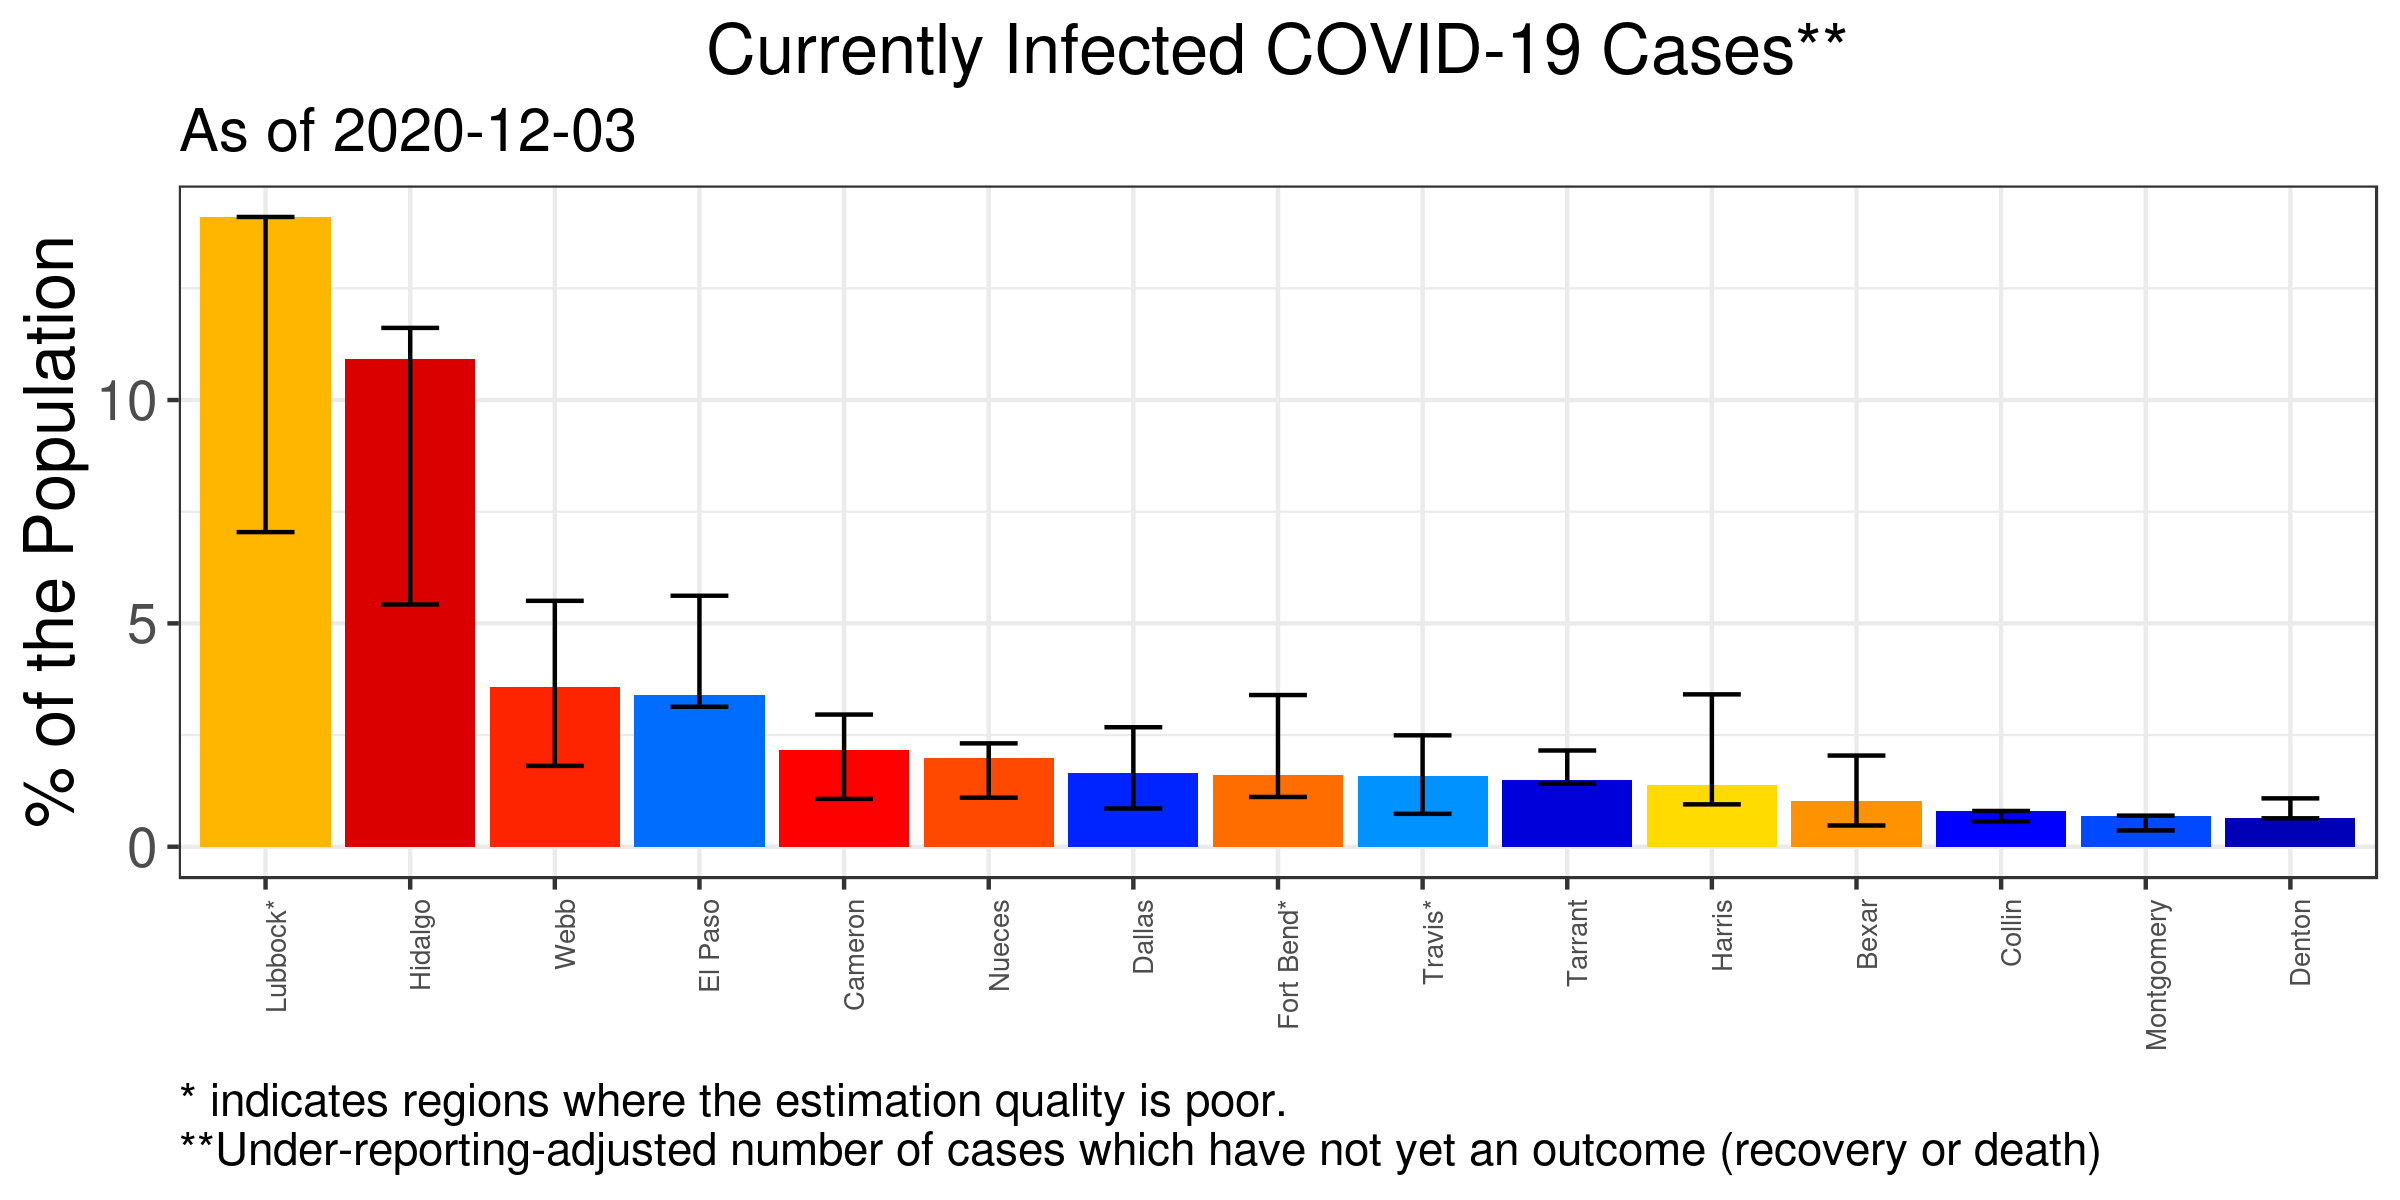 Currently Infected COVID-19 Cases**
As of 2020-12-03
% of the Population
10
5
0
Lubbock*
Hidalgo
Webb
El Paso
Cameron
Nueces
Dallas
Fort Bend*
Travis*
Tarrant
Harris
Bexar
Collin
Montgomery
Denton
* indicates regions where the estimation quality is poor.
**Under-reporting-adjusted number of cases which have not yet an outcome (recovery or death)